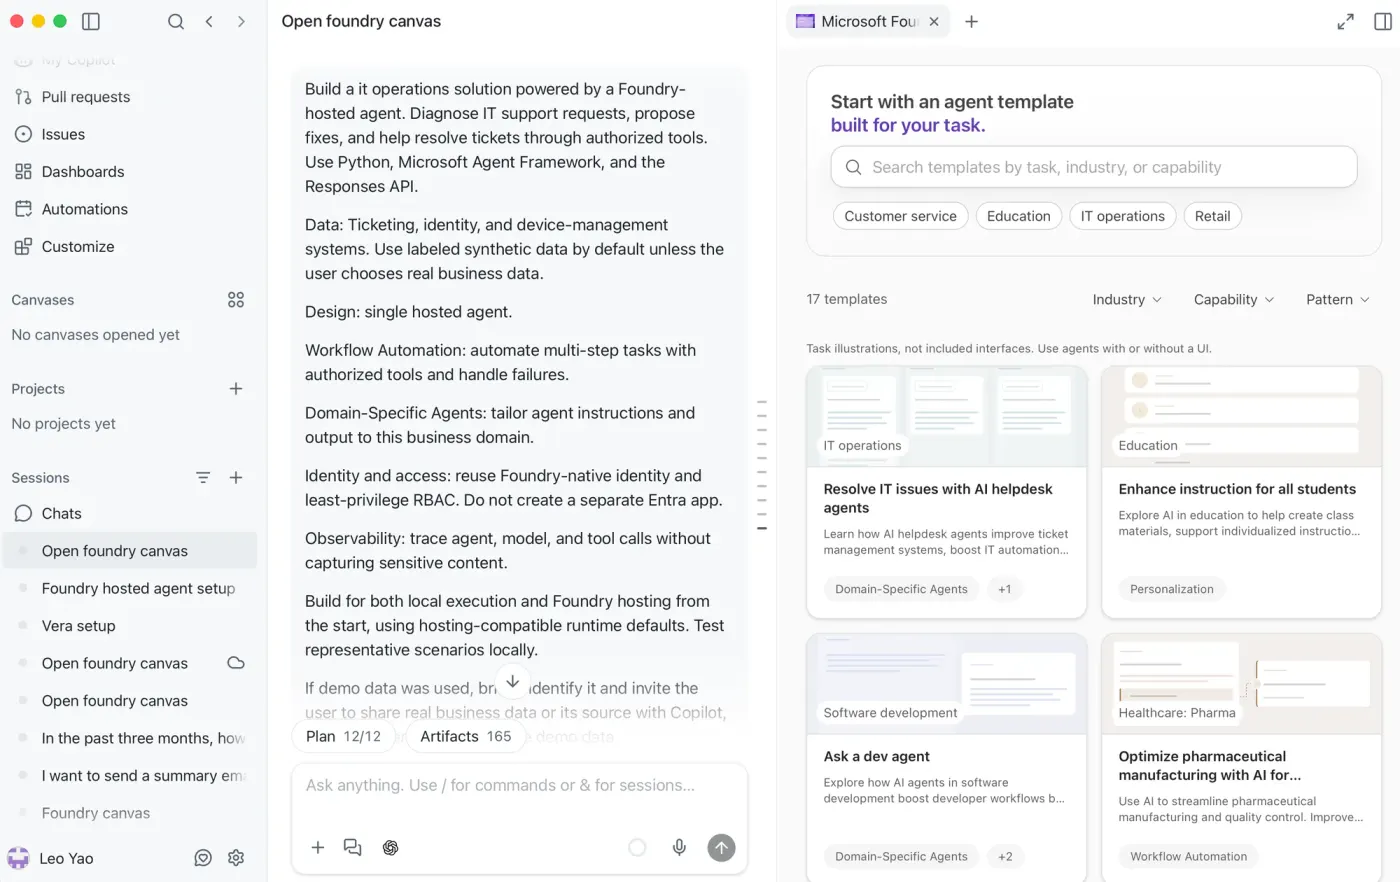 My Copilot
Pull requests
Issues
Dashboards
Automations
Customize
Canvases
No canvases opened yet
Projects
No projects yet
Sessions
Chats
Open foundry canvas
Foundry hosted agent setup
Vera setup
Open foundry canvas
Open foundry canvas
In the past three months, how
I want to send a summary ema
Foundry canvas
Leo Yao
Open foundry canvas
Build a it operations solution powered by a Foundry-
hosted agent. Diagnose IT support requests, propose
fixes, and help resolve tickets through authorized tools.
Use Python, Microsoft Agent Framework, and the
Responses API.
Data: Ticketing, identity, and device-management
systems. Use labeled synthetic data by default unless the
user chooses real business data.
Design: single hosted agent.
Workflow Automation: automate multi-step tasks with
authorized tools and handle failures.
Domain-Specific Agents: tailor agent instructions and
output to this business domain.
Identity and access: reuse Foundry-native identity and
least-privilege RBAC. Do not create a separate Entra app.
Observability: trace agent, model, and tool calls without
capturing sensitive content.
Build for both local execution and Foundry hosting from
the start, using hosting-compatible runtime defaults. Test
representative scenarios locally.
If demo data was used, identify it and invite the
user to share real business data or its source with Copilot,
demo data
Plan 12/12
Artifacts 165
Ask anything. Use / for commands or & for sessions...
Microsoft Fou
Start with an agent template
built for your task.
Search templates by task, industry, or capability
Customer service
Education
IT operations
Retail
17 templates
Industry
Capability
Pattern
Task illustrations, not included interfaces. Use agents with or without a UI.
IT operations
Resolve IT issues with AI helpdesk
agents
Learn how AI helpdesk agents improve ticket
management systems, boost IT automation...
Domain-Specific Agents
+1
Education
Enhance instruction for all students
Explore AI in education to help create class
materials, support individualized instructio...
Personalization
Software development
Ask a dev agent
Explore how AI agents in software
development boost developer workflows b...
Domain-Specific Agents
+2
Healthcare: Pharma
Optimize pharmaceutical
manufacturing with AI for...
Use AI to streamline pharmaceutical
manufacturing and quality control. Improve...
Workflow Automation